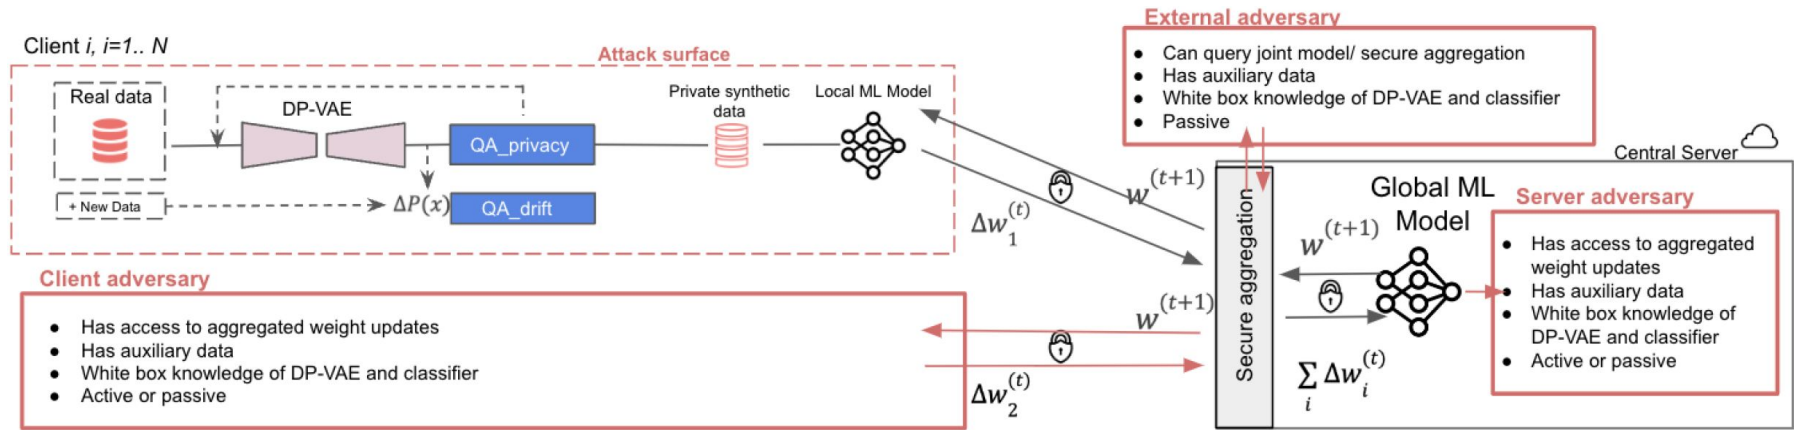 Client i, i=1.. N
Attack surface
Real data
DP-VAE
QA_privacy
Private synthetic
data
Local ML Model
+ New Data
ΔP(x)
QA_drift
External adversary
● Can query joint model/ secure aggregation
● Has auxiliary data
● White box knowledge of DP-VAE and classifier
● Passive
Central Server
w^(t+1)
Δw_1^(t)
Secure aggregation
Global ML
Model
w^(t+1)
∑_i Δw_i^(t)
Server adversary
● Has access to aggregated
weight updates
● Has auxiliary data
● White box knowledge of
DP-VAE and classifier
● Active or passive
Client adversary
● Has access to aggregated weight updates
● Has auxiliary data
● White box knowledge of DP-VAE and classifier
● Active or passive
w^(t+1)
Δw_2^(t)